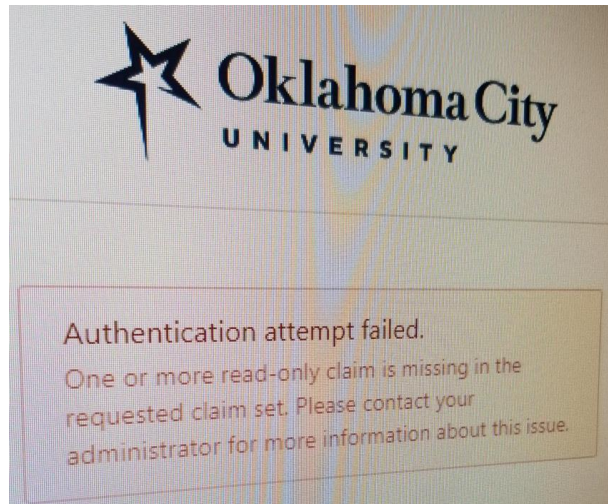 Oklahoma City
UNIVERSITY
Authentication attempt failed.
One or more read-only claim is missing in the
requested claim set. Please contact your
administrator for more information about this issue.